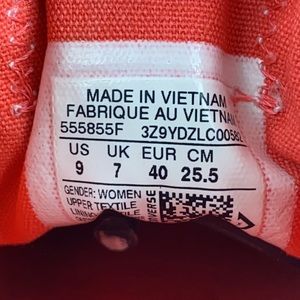 MADE IN VIETNAM
FABRIQUE AU VIETNAM
555855F 3Z9YDZLC0058
US UK EUR CM
9 7 40 25.5
GENDER: WOMEN
UPPER:TEXTILE